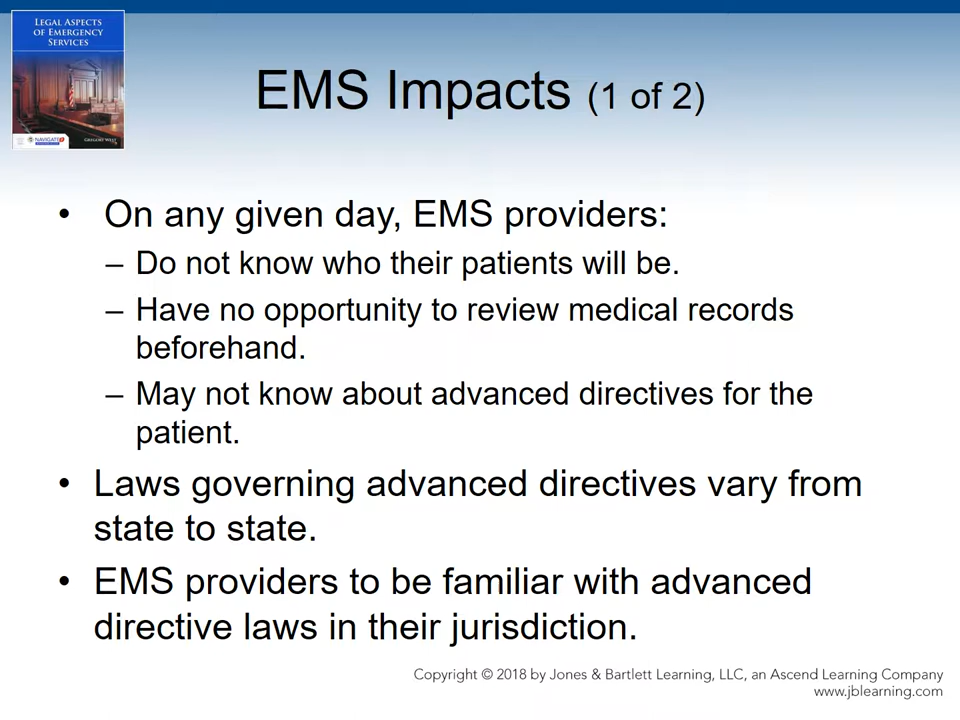 LEGAL ASPECTS
OF EMERGENCY
SERVICES
NAVIGATE
EMS Impacts (1 of 2)
• On any given day, EMS providers:
– Do not know who their patients will be.
– Have no opportunity to review medical records
beforehand.
– May not know about advanced directives for the
patient.
• Laws governing advanced directives vary from
state to state.
• EMS providers to be familiar with advanced
directive laws in their jurisdiction.
Copyright © 2018 by Jones & Bartlett Learning, LLC, an Ascend Learning Company
www.jblearning.com